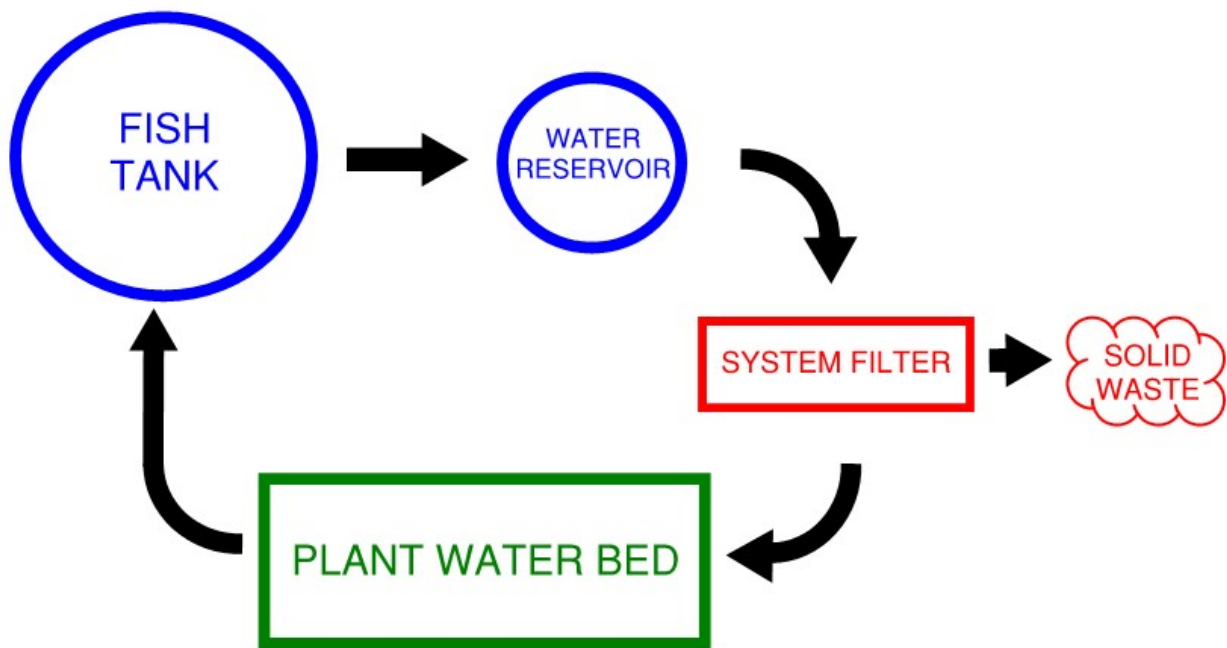 FISH
TANK
WATER
RESERVOIR
SYSTEM FILTER
SOLID
WASTE
PLANT WATER BED